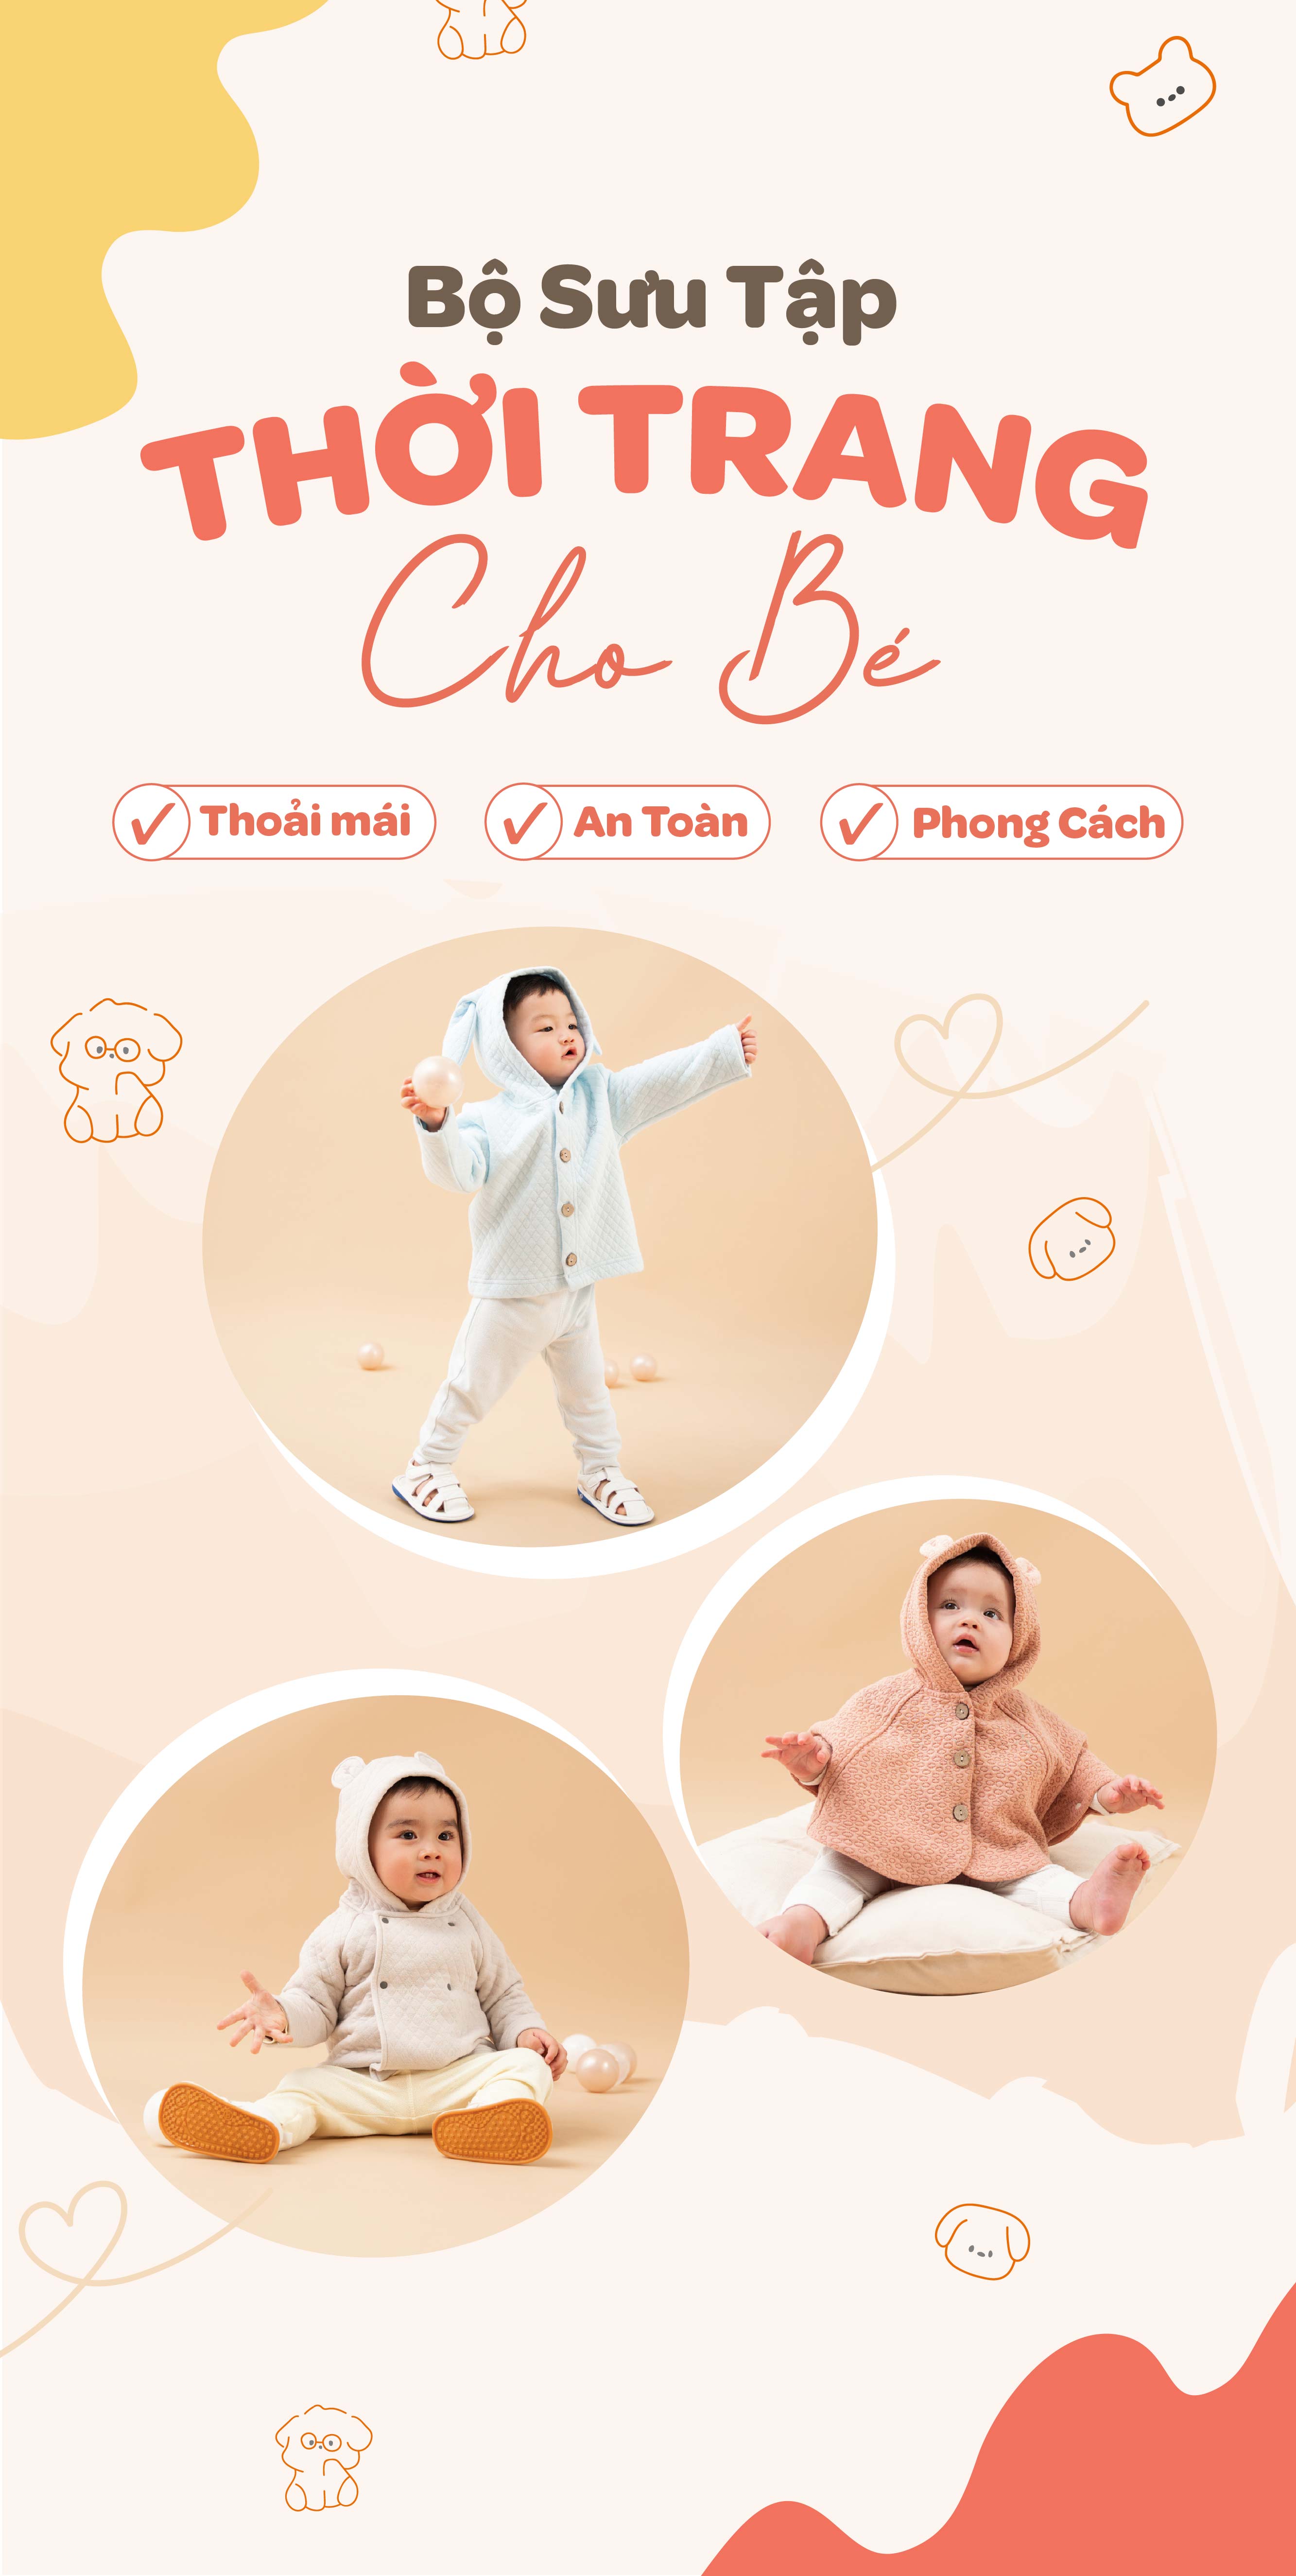 Bộ Sưu Tập
THỜI TRANG
Cho Bé
Thoải mái
An Toàn
Phong Cách